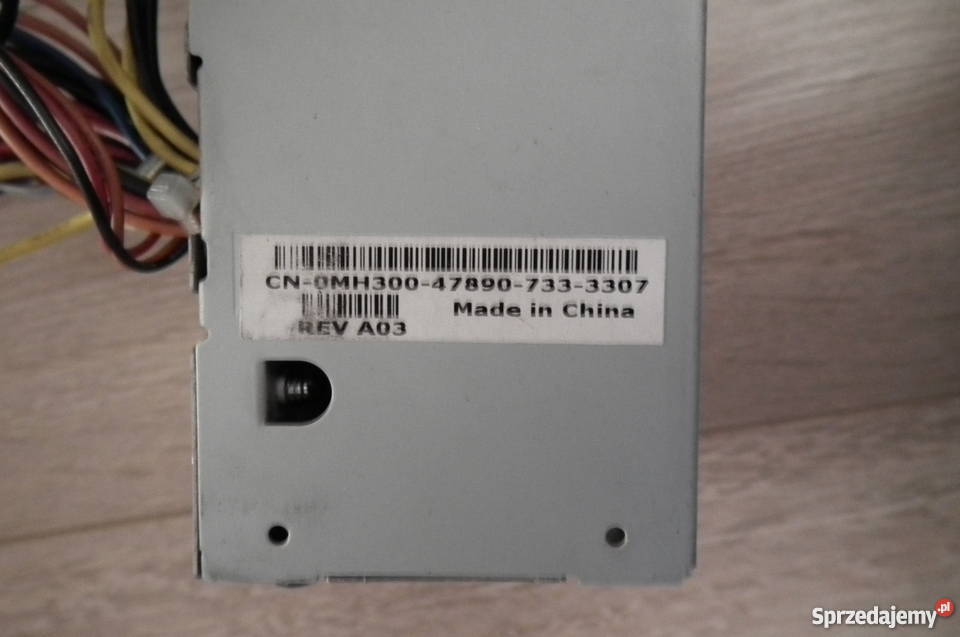 CN-0MH300-47890-733-3307
Made in China
REV A03
Sprzedajemy.pl